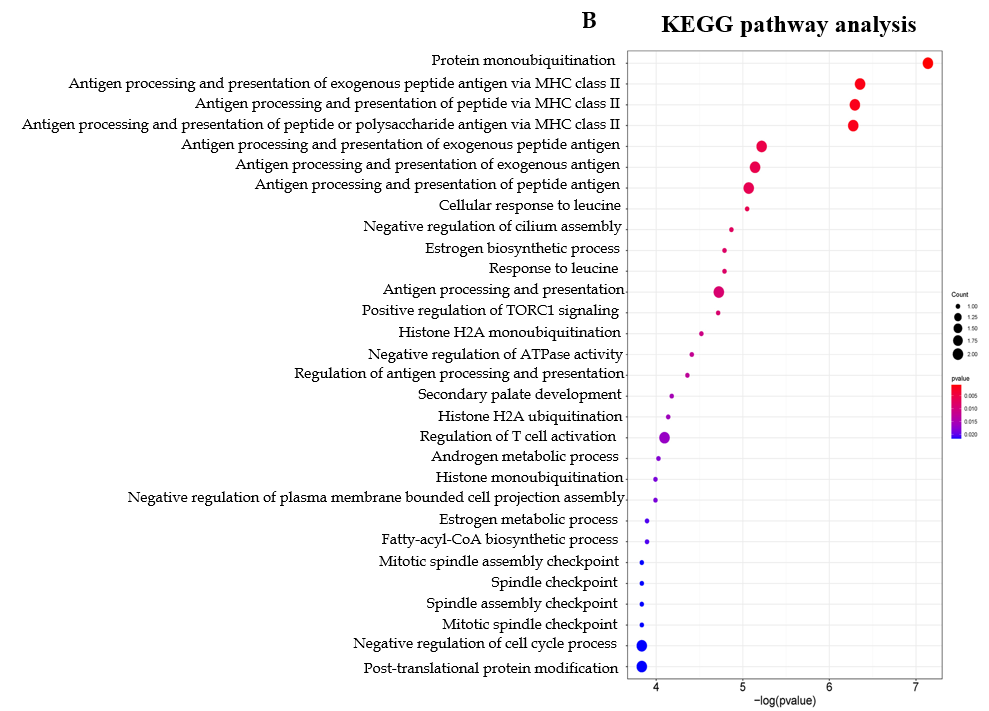 B
KEGG pathway analysis
Protein monoubiquitination
Antigen processing and presentation of exogenous peptide antigen via MHC class II
Antigen processing and presentation of peptide via MHC class II
Antigen processing and presentation of peptide or polysaccharide antigen via MHC class II
Antigen processing and presentation of exogenous peptide antigen
Antigen processing and presentation of exogenous antigen
Antigen processing and presentation of peptide antigen
Cellular response to leucine
Negative regulation of cilium assembly
Estrogen biosynthetic process
Response to leucine
Antigen processing and presentation
Positive regulation of TORC1 signaling
Histone H2A monoubiquitination
Negative regulation of ATPase activity
Regulation of antigen processing and presentation
Secondary palate development
Histone H2A ubiquitination
Regulation of T cell activation
Androgen metabolic process
Histone monoubiquitination
Negative regulation of plasma membrane bounded cell projection assembly
Estrogen metabolic process
Fatty-acyl-CoA biosynthetic process
Mitotic spindle assembly checkpoint
Spindle checkpoint
Spindle assembly checkpoint
Mitotic spindle checkpoint
Negative regulation of cell cycle process
Post-translational protein modification
4 5 6 7
−log(pvalue)
Count
1.00
1.25
1.50
1.75
2.00
pvalue
0.005
0.010
0.015
0.020